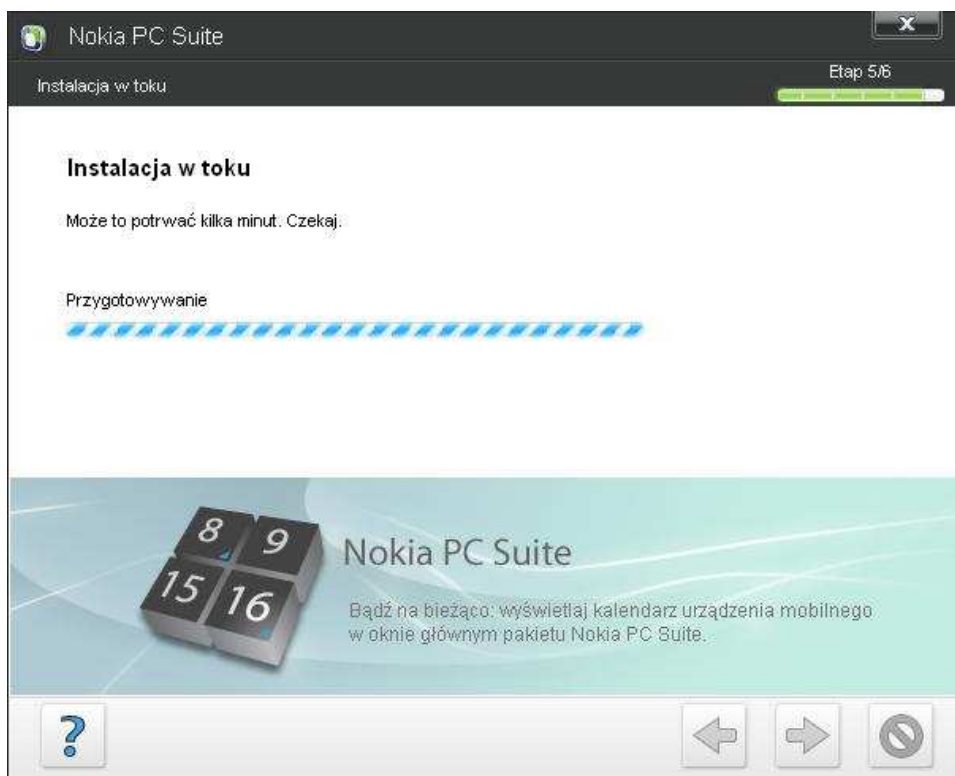 Nokia PC Suite
Instalacja w toku
Etap 5/6
Instalacja w toku
Może to potrwać kilka minut. Czekaj.
Przygotowywanie
8 9
15 16
Nokia PC Suite
Bądź na bieżąco: wyświetlaj kalendarz urządzenia mobilnego
w oknie głównym pakietu Nokia PC Suite.